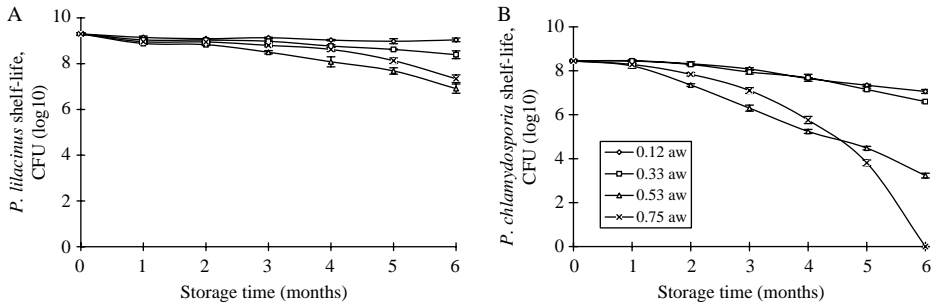 A
P. lilacinus shelf-life,
CFU (log10)
10
8
6
4
2
0
0 1 2 3 4 5 6
Storage time (months)
B
P. chlamydosporia shelf-life,
CFU (log10)
10
8
6
4
2
0
0.12 aw
0.33 aw
0.53 aw
0.75 aw
0 1 2 3 4 5 6
Storage time (months)